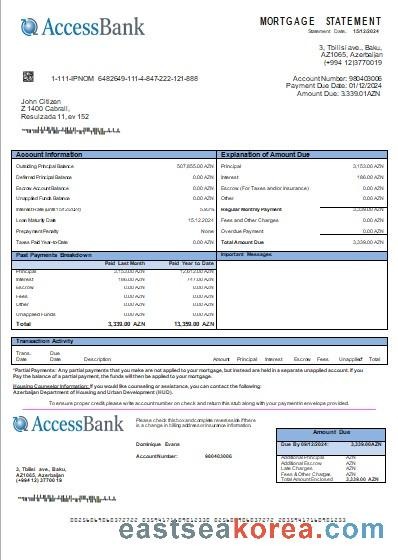 AccessBank
MORTGAGE STATEMENT
Statement Date: 15/12/2024
3, Tbilisi ave., Baku,
AZ1065, Azerbaijan
(+994 12)3770019
1-111-IPNOM 6482649-111-4-847-222-121-888
Account Number: 980403006
Payment Due Date: 01/12/2024
Amount Due: 3,339.01AZN
John Citizen
Z 1400 Cabrail,
Resulzada 11, ev 152
Account Information
Outstanding Principal Balance 507,855.00 AZN
Deferred Principal Balance 0.00 AZN
Escrow Account Balance 0.00 AZN
Unapplied Funds Balance 0.00 AZN
Interest Rate (until 15.12.2024)
Loan Maturity Date 15.12.2024
Prepayment Penalty None
Taxes Paid Year-to-Date 0.00 AZN
Explanation of Amount Due
Principal 3,153.00 AZN
Interest 186.00 AZN
Escrow (For Taxes and/or Insurance) 0.00 AZN
Other 0.00 AZN
Regular Monthly Payment 3,339.00 AZN
Fees and Other Charges 0.00 AZN
Overdue Payment 0.00 AZN
Total Amount Due 3,339.00 AZN
Past Payments Breakdown
Paid Last Month Paid Year to Date
Principal 3,153.00 AZN 12,612.00 AZN
Interest 186.00 AZN 747.00 AZN
Escrow 0.00 AZN 0.00 AZN
Fees 0.00 AZN 0.00 AZN
Other 0.00 AZN 0.00 AZN
Unapplied Funds 0.00 AZN 0.00 AZN
Total 3,339.00 AZN 13,359.00 AZN
Important Messages
Transaction Activity
Trans. Date Due Date Description Amount Principal Interest Escrow Fees Unapplied* Total
*Partial Payments: Any partial payments that you make are not applied to your mortgage, but instead are held in a separate unapplied account. If you
Pay the balance of a partial payment, the funds will then be applied to your mortgage.
Housing Counselor Information: If you would like counseling or assistance, you can contact the following:
Azerbaijan Department of Housing and Urban Development (HUD).
To ensure proper credit please write account number on check and return this stub along with your payment in envelope provided.
AccessBank
Please check this box and complete reverse side if there
is a change in billing address or insurance information.
Dominique Evans
Account Number: 980403006
3, Tbilisi ave., Baku,
AZ1065, Azerbaijan
(+994 12) 3770019
Amount Due
Due By 09/12/2024: 3,339.00AZN
Additional Principal AZN
Additional Escrow AZN
Late Charges AZN
Fees And Other Charges AZN
Total Amount Enclosed 3,339.00 AZN
eastseakorea.com